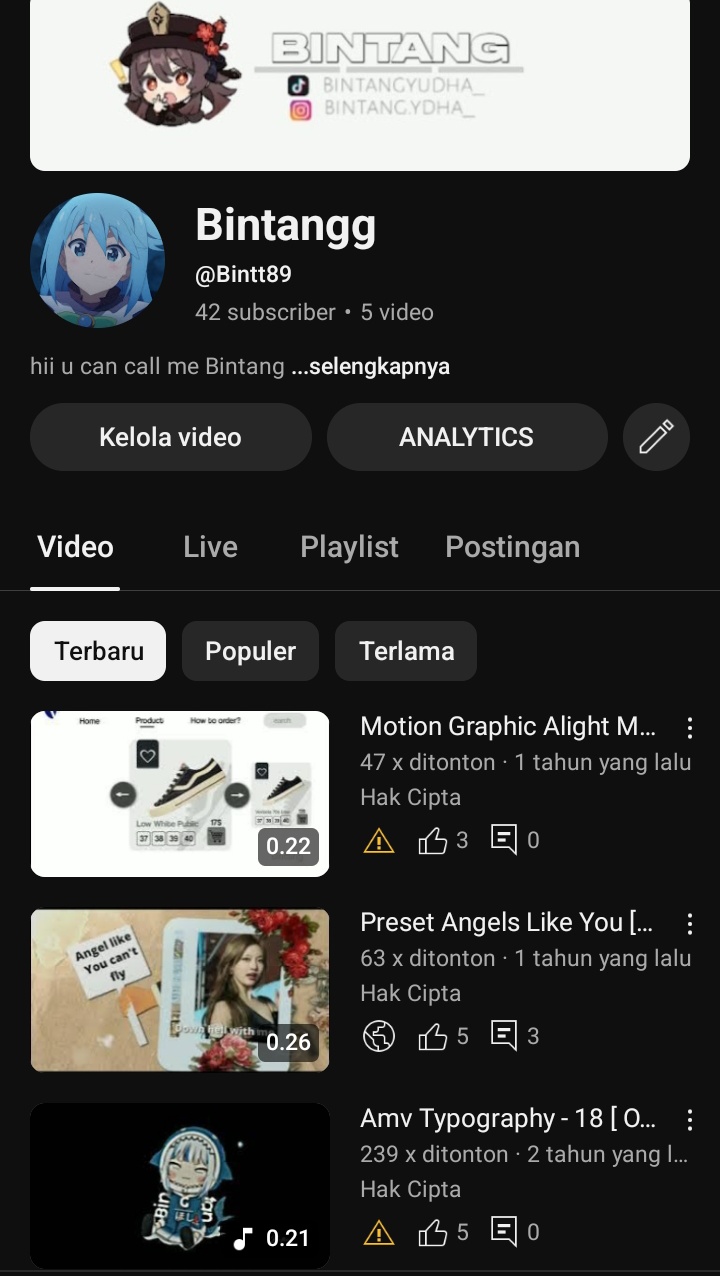 BINTANG
BINTANGYUDHA_
BINTANG.YDHA_
Bintangg
@Bintt89
42 subscriber • 5 video
hii u can call me Bintang ...selengkapnya
Kelola video
ANALYTICS
Video Live Playlist Postingan
Terbaru Populer Terlama
Home Product How to order?
Low White Public 175
37 38 39 40
0.22
Motion Graphic Alight M...
47 x ditonton · 1 tahun yang lalu
Hak Cipta
3 0
Angel like
You can't
fly
Down hell with me
0.26
Preset Angels Like You [...
63 x ditonton · 1 tahun yang lalu
Hak Cipta
5 3
Bin tan
0.21
Amv Typography - 18 [ O...
239 x ditonton · 2 tahun yang l...
Hak Cipta
5 0